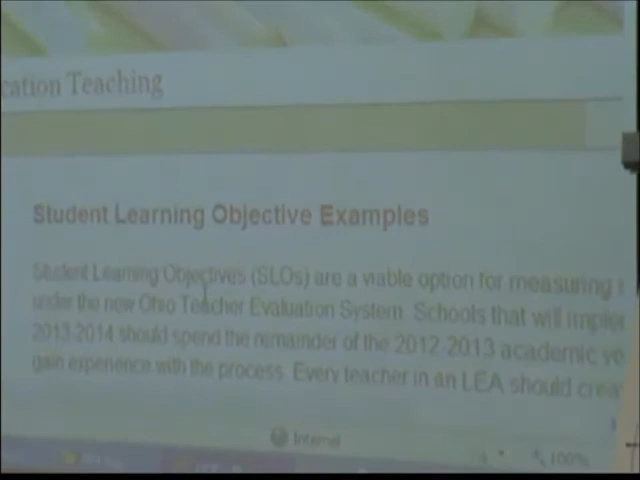 cation Teaching
Student Learning Objective Examples
Student Learning Objectives (SLOs) are a viable option for measuring
under the new Ohio Teacher Evaluation System. Schools that will implem
2013-2014 should spend the remainder of the 2012-2013 academic ye
gain experience with the process. Every teacher in an LEA should crea
Internet
100%